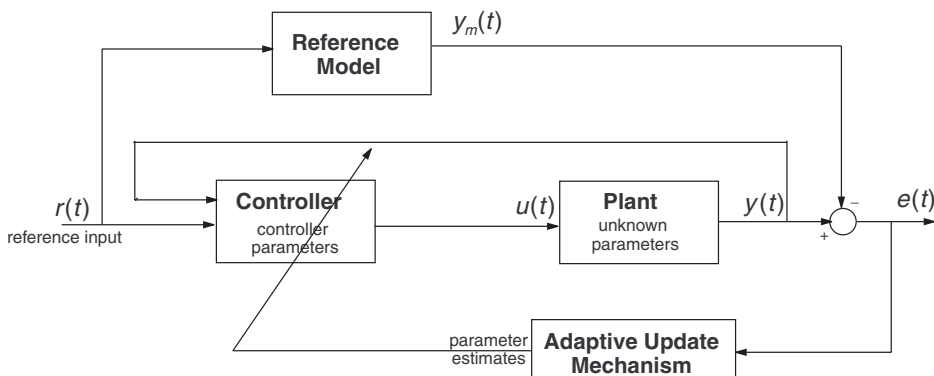 Reference
Model
y_m(t)
r(t)
reference input
Controller
controller
parameters
u(t)
Plant
unknown
parameters
y(t)
−
+
e(t)
parameter
estimates
Adaptive Update
Mechanism